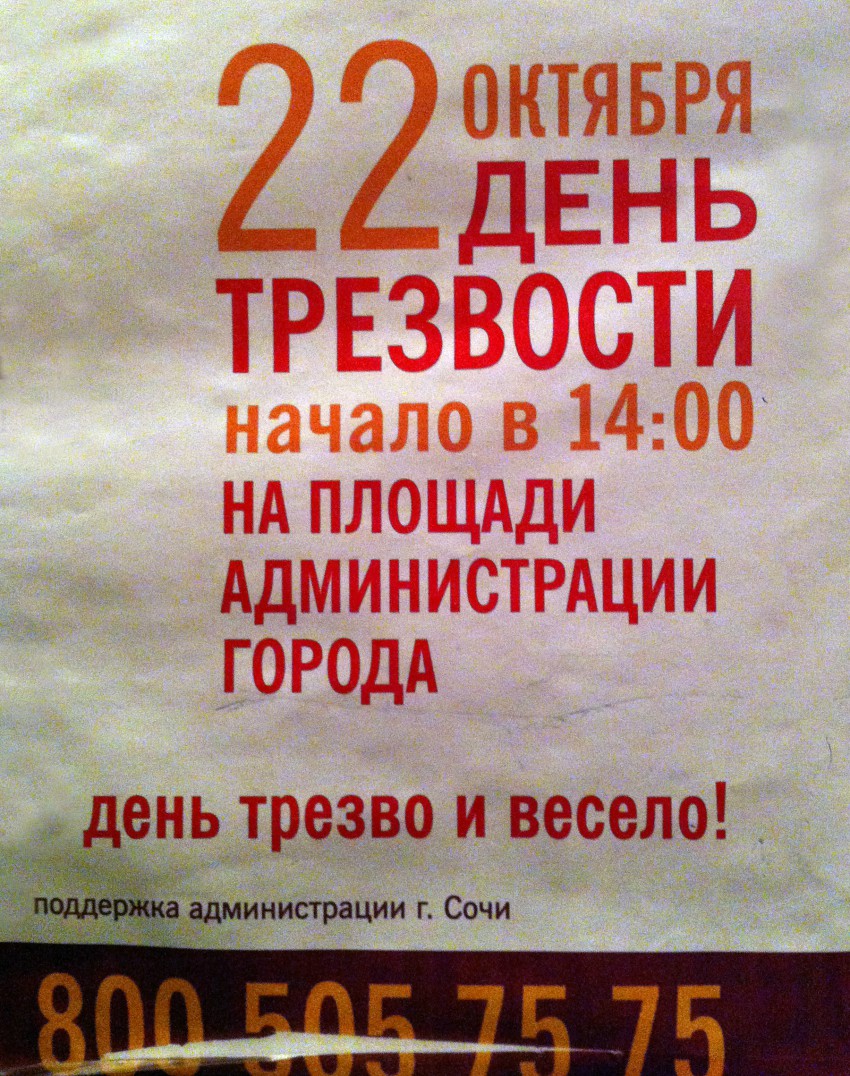 22 ОКТЯБРЯ
ДЕНЬ
ТРЕЗВОСТИ
начало в 14:00
НА ПЛОЩАДИ
АДМИНИСТРАЦИИ
ГОРОДА
день трезво и весело!
поддержка администрации г. Сочи
800 505 75 75